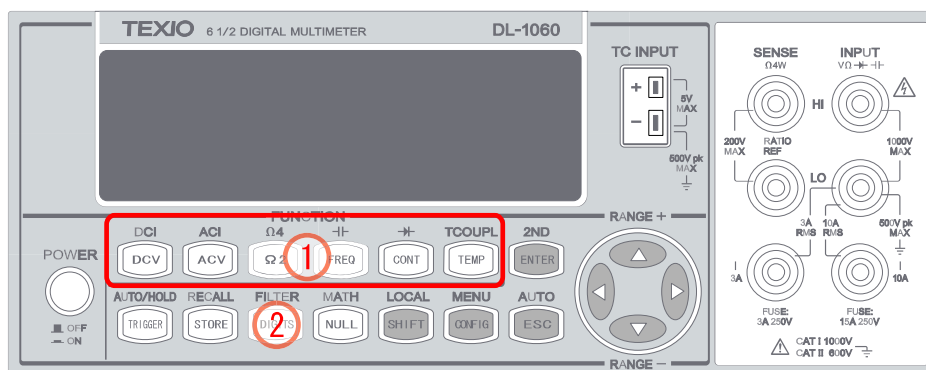 TEXIO 6 1/2 DIGITAL MULTIMETER DL-1060
TC INPUT
+
−
5V
MAX
500V pk
MAX
SENSE
Ω4W
INPUT
VΩ
HI
200V
MAX
RATIO
REF
1000V
MAX
LO
3A
RMS
10A
RMS
500V pk
MAX
3A
10A
FUSE:
3A 250V
FUSE:
15A 250V
CAT I 1000V
CAT II 600V
FUNCTION
DCI ACI Ω4 TCOUPL 2ND
POWER
DCV ACV Ω2 1 FREQ CONT TEMP ENTER
AUTO/HOLD RECALL FILTER MATH LOCAL MENU AUTO
TRIGGER STORE DIGITS 2 NULL SHIFT CONFIG ESC
OFF
ON
RANGE +
RANGE −